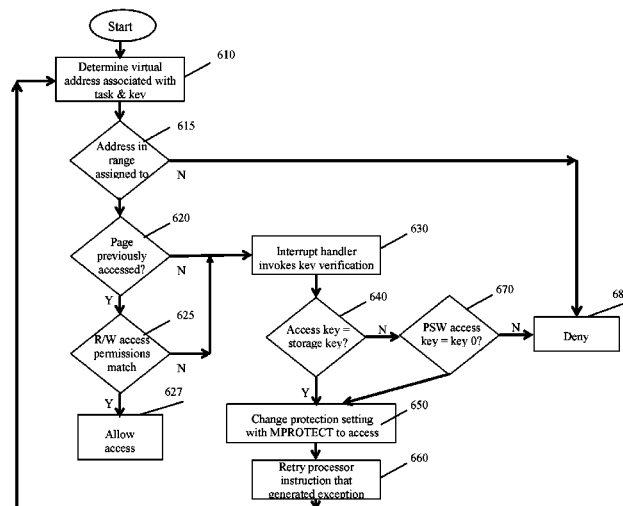 Start
Determine virtual
address associated with
task & key
610
Address in
range
assigned to
615
N
Page
previously
accessed?
620
N
Y
Interrupt handler
invokes key verification
630
R/W access
permissions
match
625
N
Y
Access key =
storage key?
640
N
Y
PSW access
key = key 0?
670
N
Deny
68
Allow
access
627
Change protection setting
with MPROTECT to access
650
Retry processor
instruction that
generated exception
660